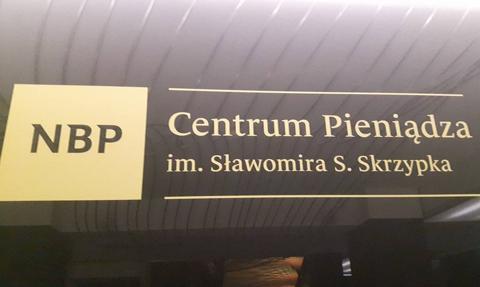 NBP
Centrum Pieniądza
im. Sławomira S. Skrzypka